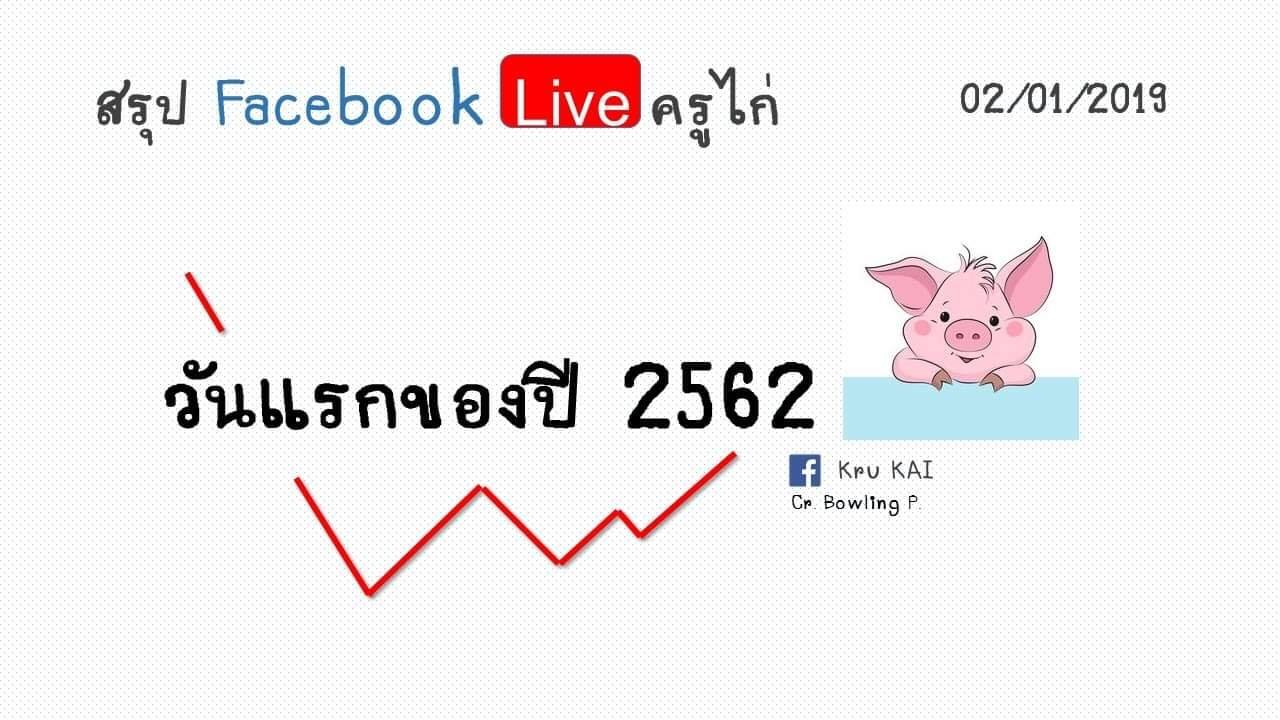 สรุป Facebook Live ครูไก่
02/01/2019
วันแรกของปี 2562
Kru KAI
Cr. Bowling P.